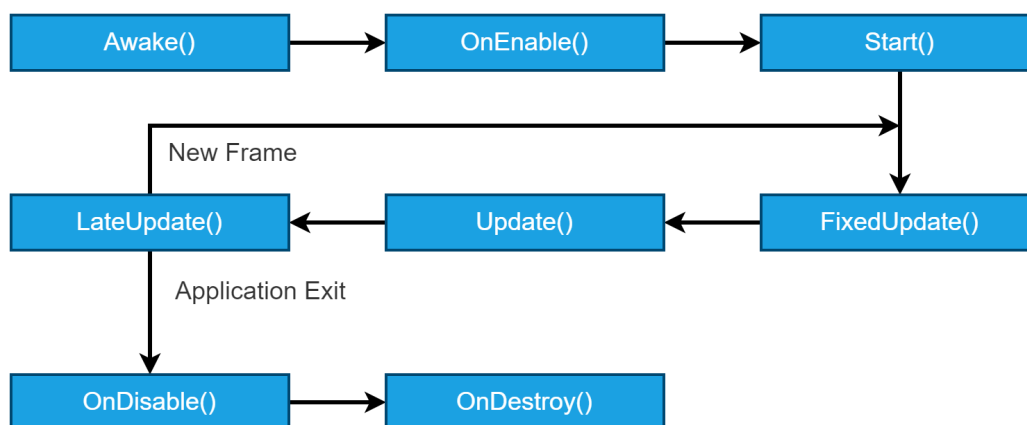 Awake()
OnEnable()
Start()
New Frame
LateUpdate()
Update()
FixedUpdate()
Application Exit
OnDisable()
OnDestroy()